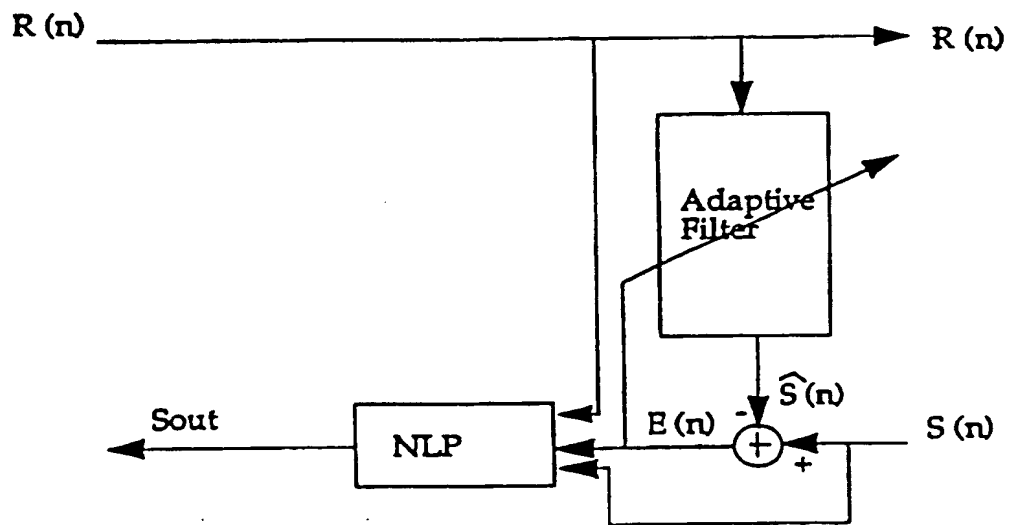 R (n)
R (n)
Adaptive
Filter
Ŝ (n)
-
Sout
NLP
E (n)
+
+
S (n)